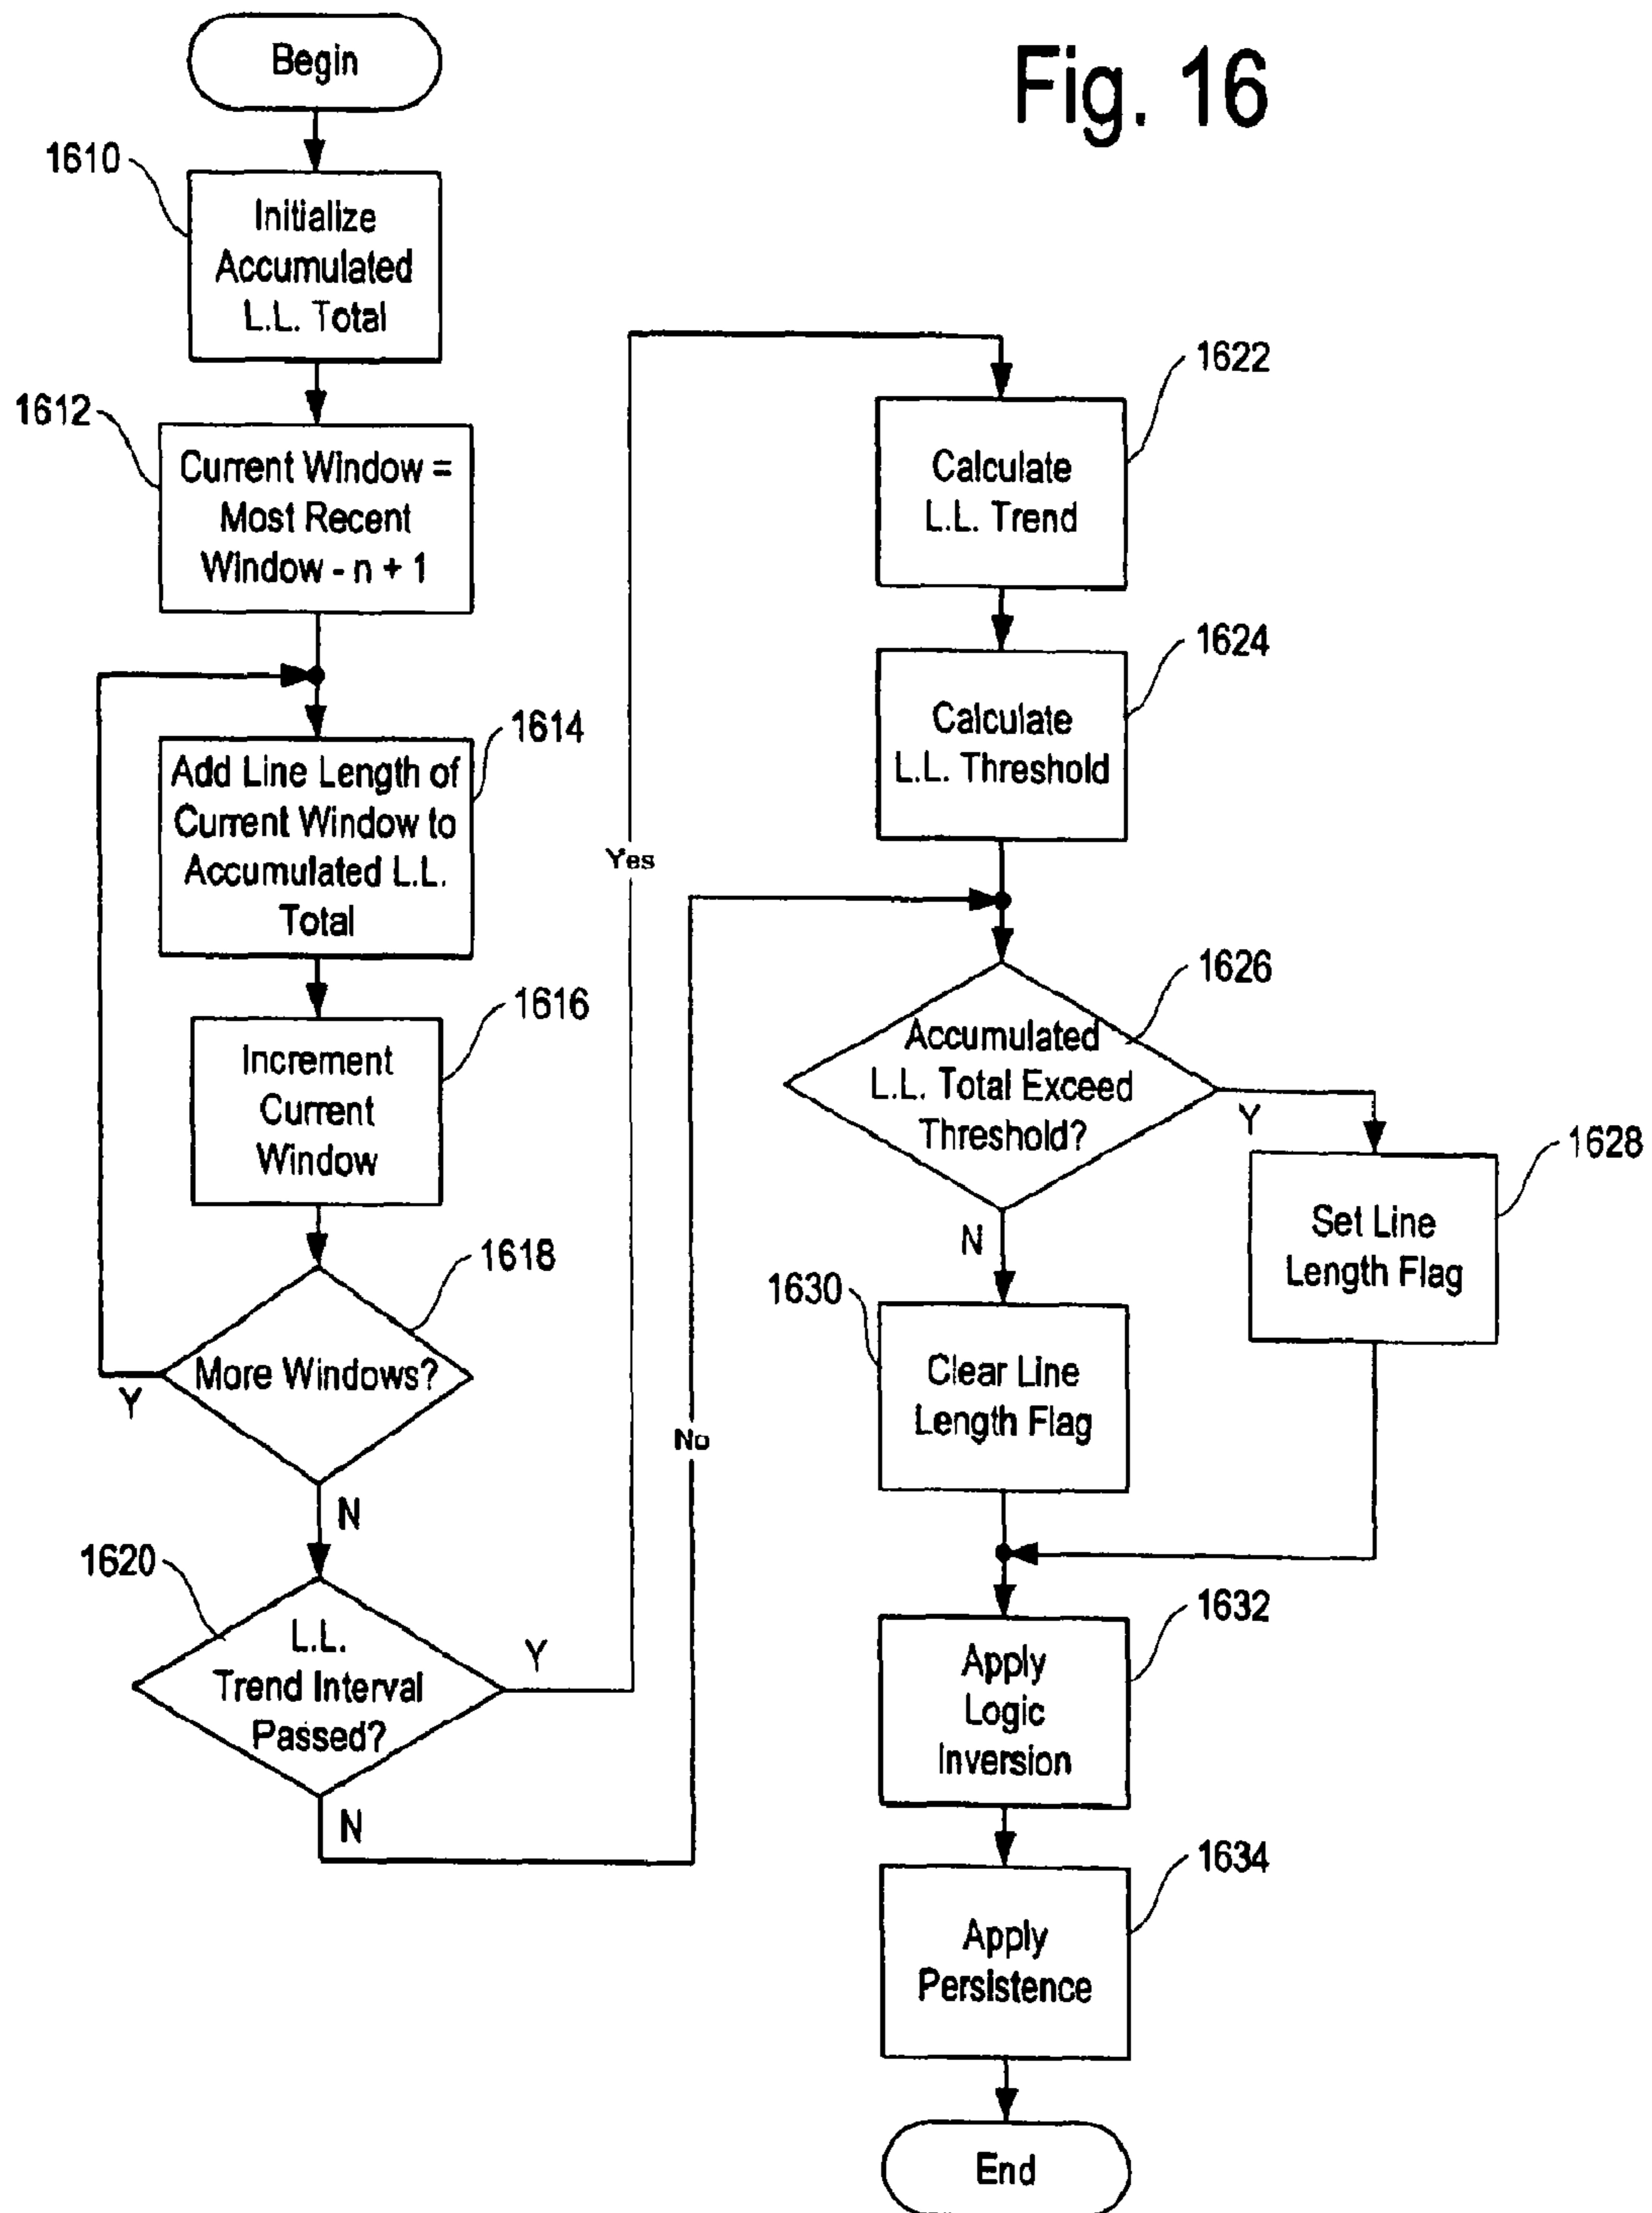 Fig. 16
Begin
1610
Initialize
Accumulated
L.L. Total
1612
Current Window =
Most Recent
Window - n + 1
1614
Add Line Length of
Current Window to
Accumulated L.L.
Total
1616
Increment
Current
Window
1618
More Windows?
Y
N
1620
L.L.
Trend Interval
Passed?
Y
N
Yes
No
1622
Calculate
L.L. Trend
1624
Calculate
L.L. Threshold
1626
Accumulated
L.L. Total Exceed
Threshold?
Y
N
1628
Set Line
Length Flag
1630
Clear Line
Length Flag
1632
Apply
Logic
Inversion
1634
Apply
Persistence
End